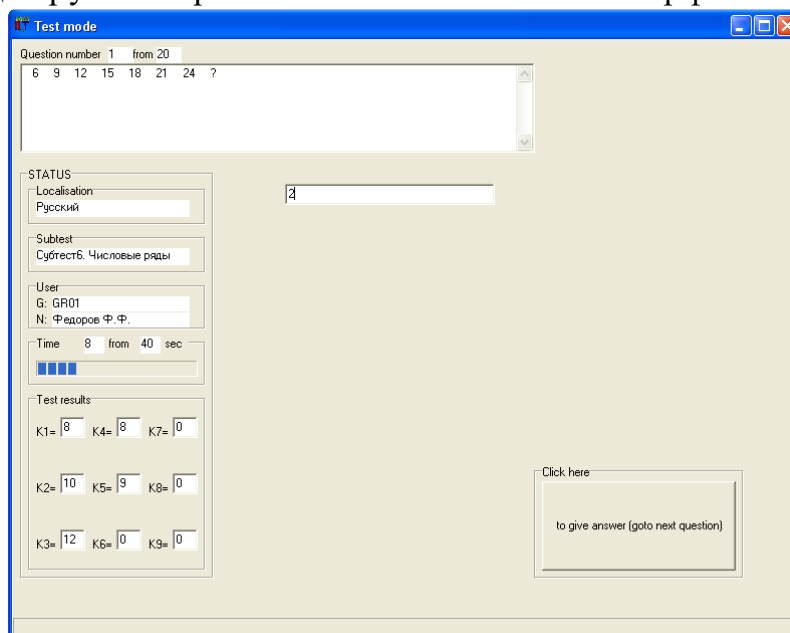 Test mode
Question number 1 from 20
6 9 12 15 18 21 24 ?
STATUS
Localisation
Русский
2
Subtest
Субтест6. Числовые ряды
User
G: GR01
N: Федоров Ф.Ф.
Time 8 from 40 sec
Test results
K1= 8 K4= 8 K7= 0
K2= 10 K5= 9 K8= 0
K3= 12 K6= 0 K9= 0
Click here
to give answer (goto next question)